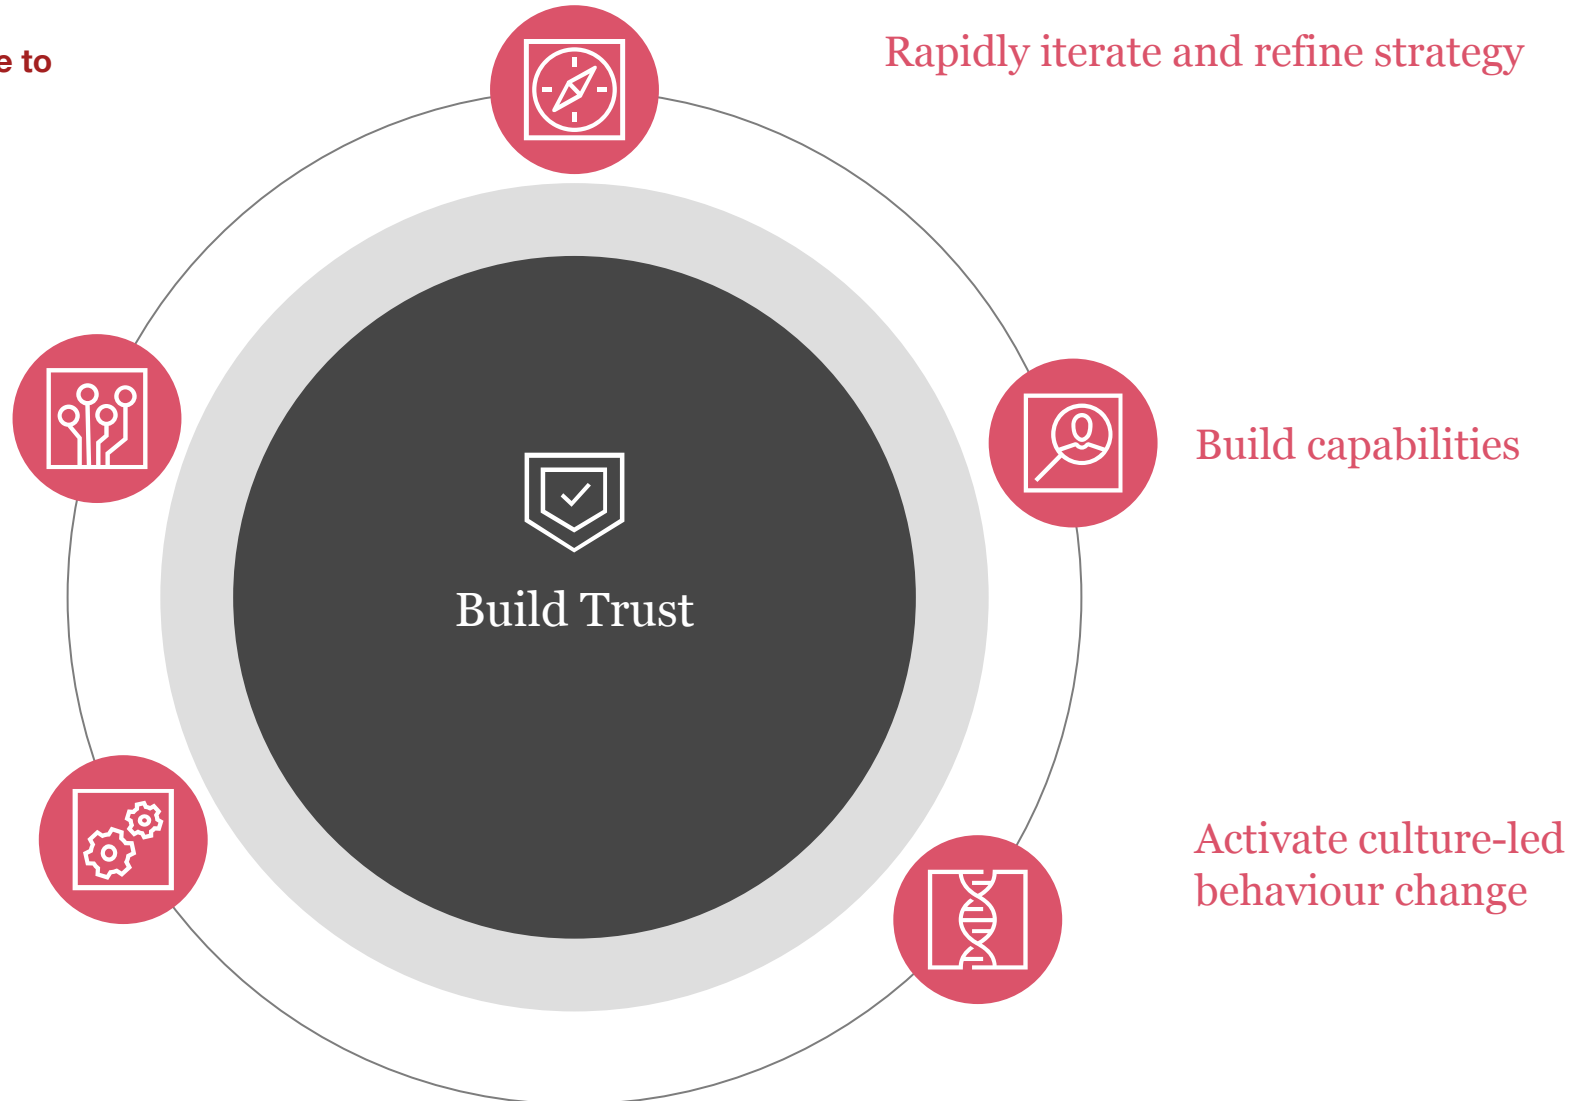 e to
Rapidly iterate and refine strategy
Build capabilities
Build Trust
Activate culture-led
behaviour change